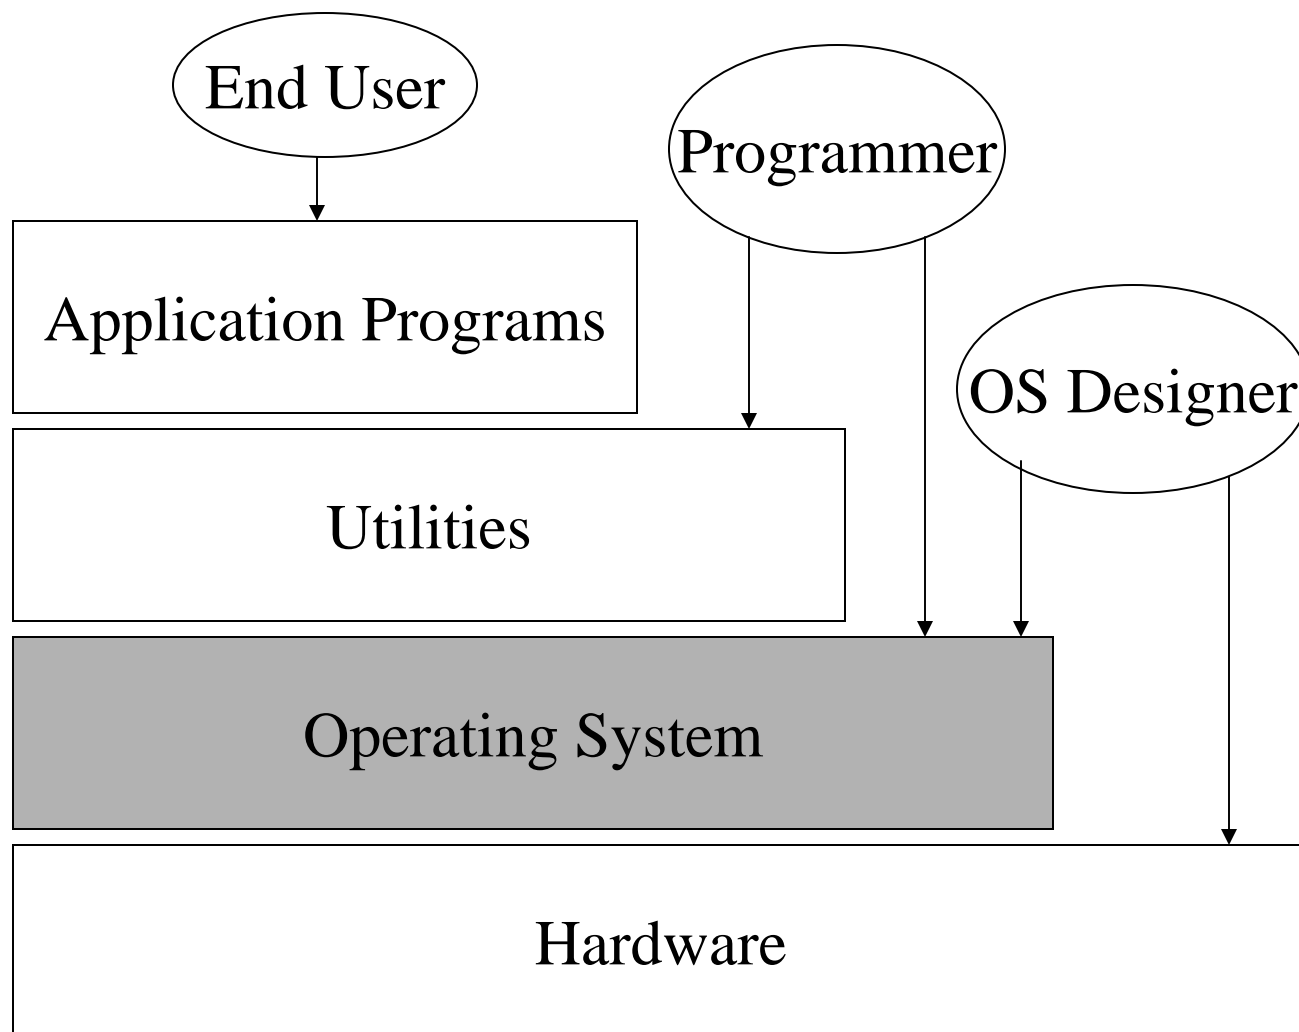 End User
Programmer
Application Programs
OS Designer
Utilities
Operating System
Hardware